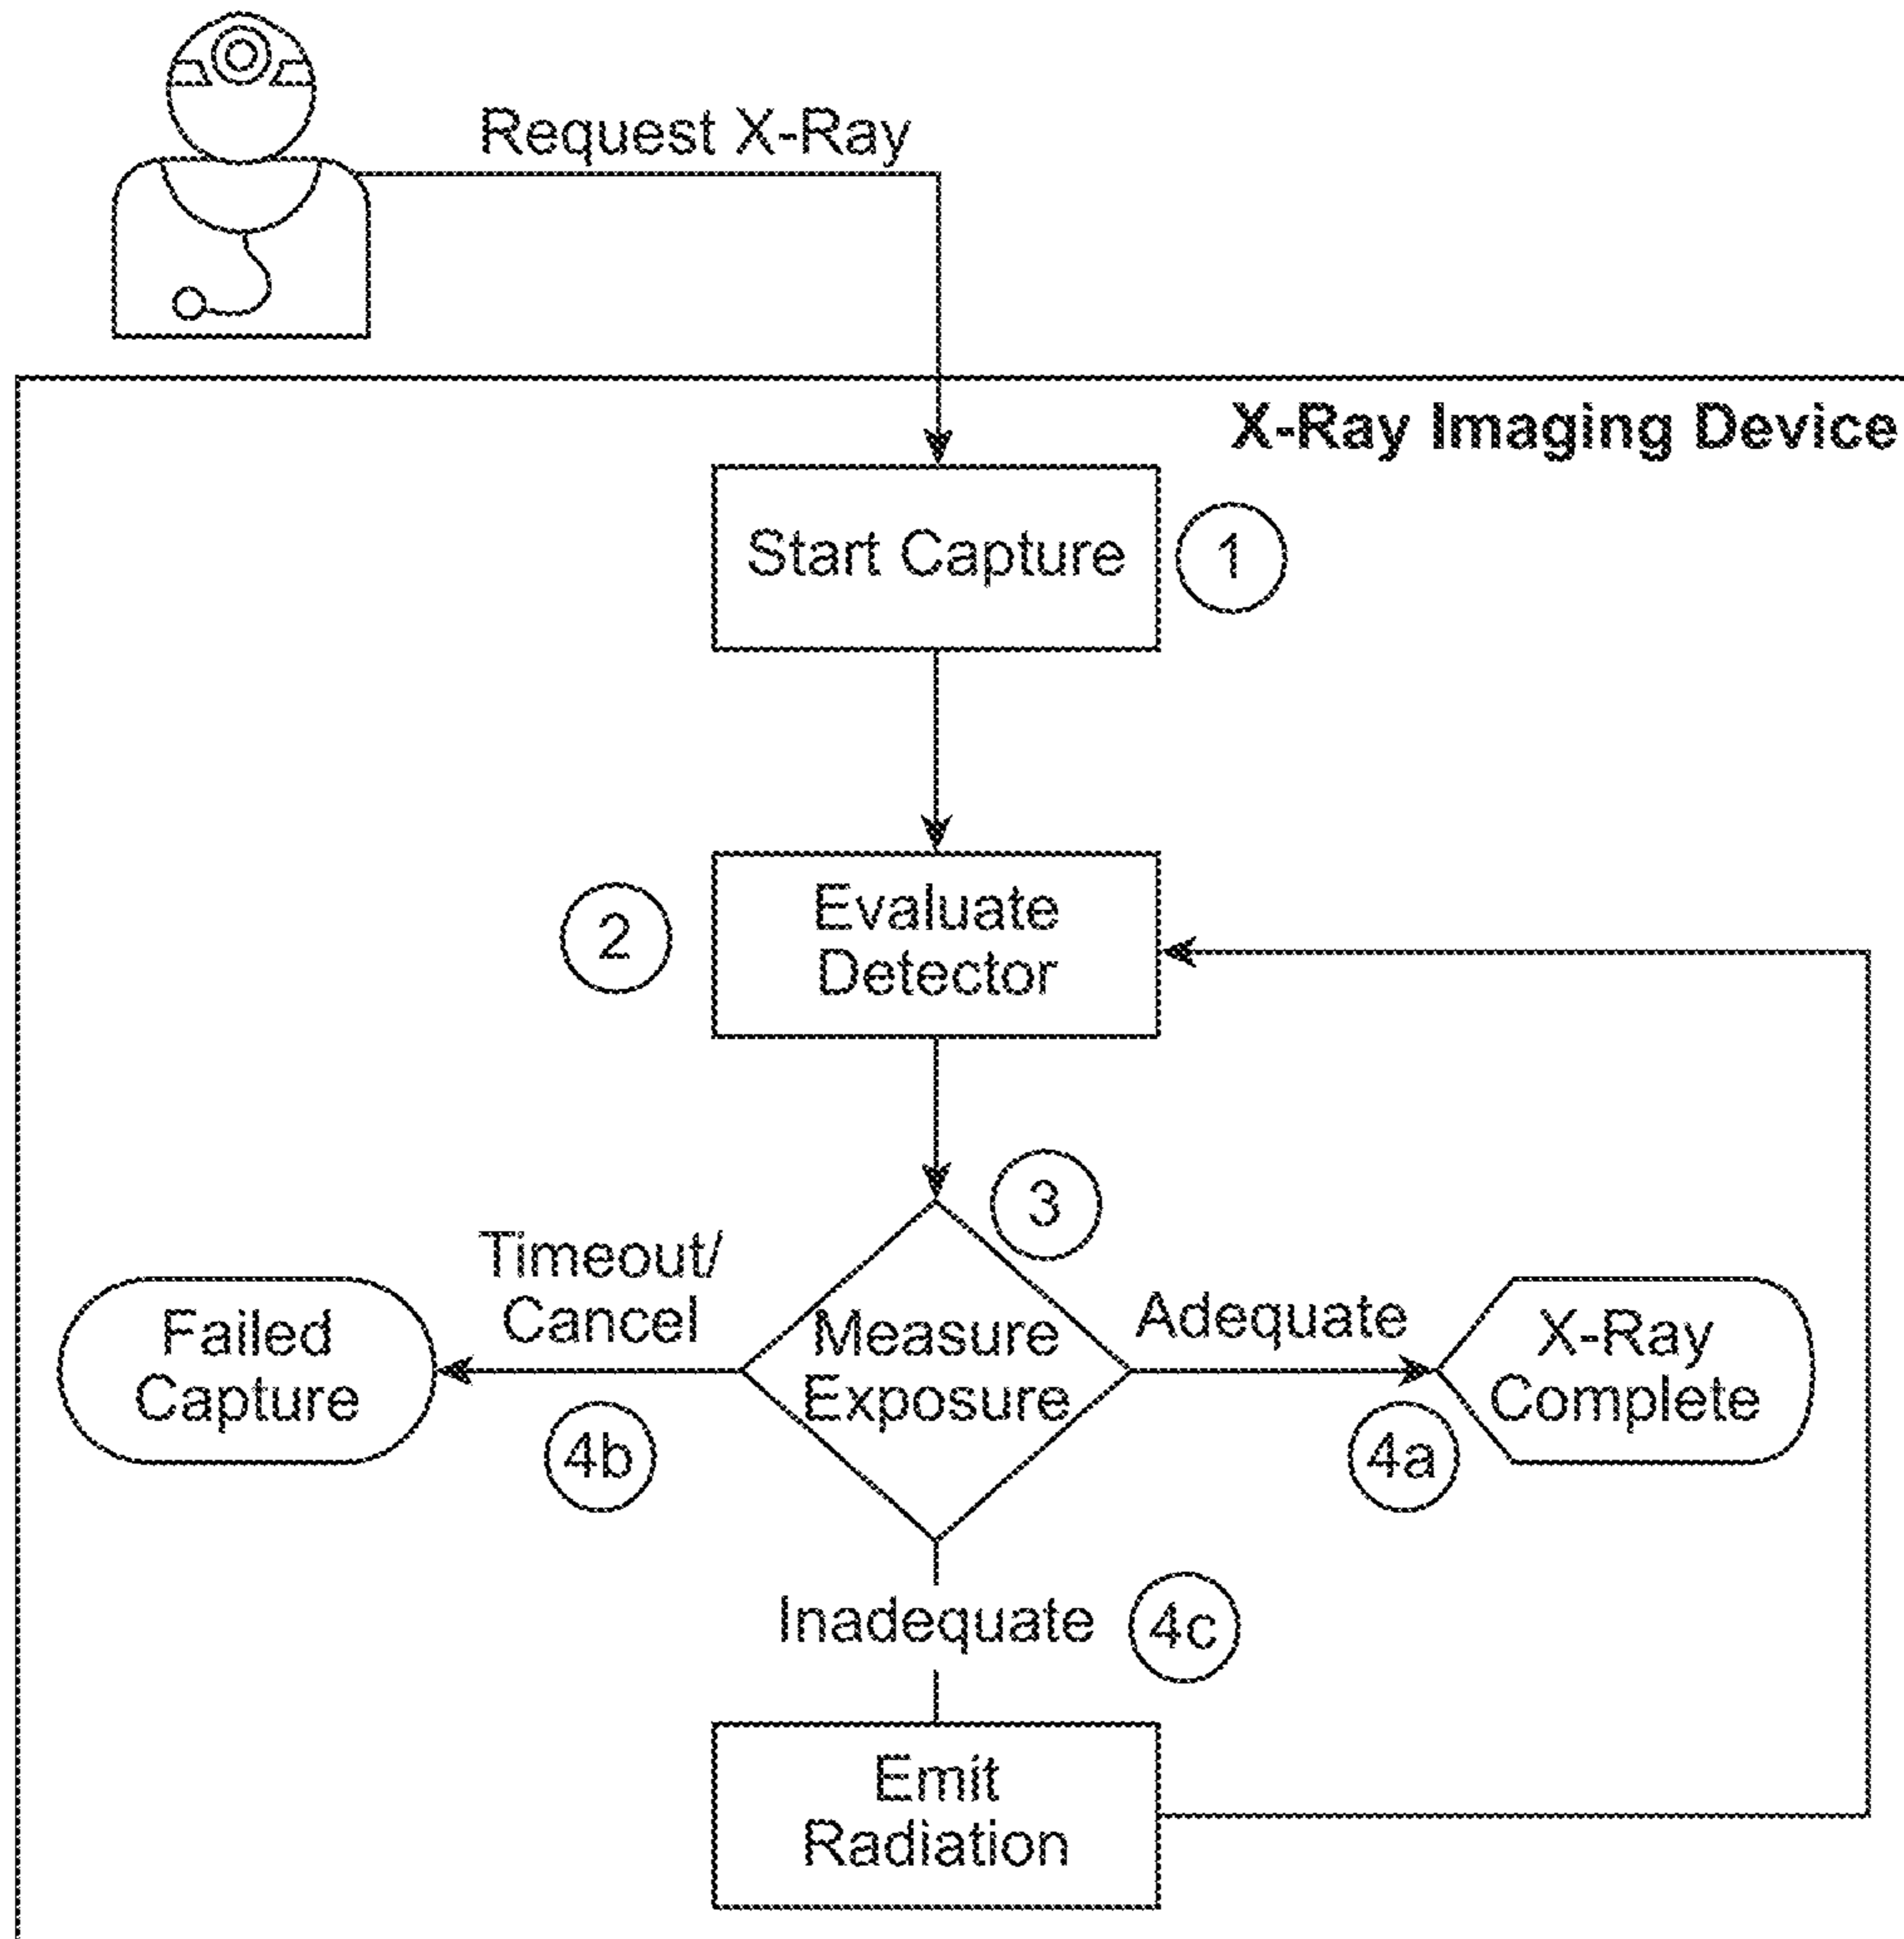 Request X-Ray
X-Ray Imaging Device
Start Capture
1
Evaluate
Detector
2
3
Measure
Exposure
Timeout/
Cancel
Failed
Capture
4b
Adequate
X-Ray
Complete
4a
Inadequate
4c
Emit
Radiation